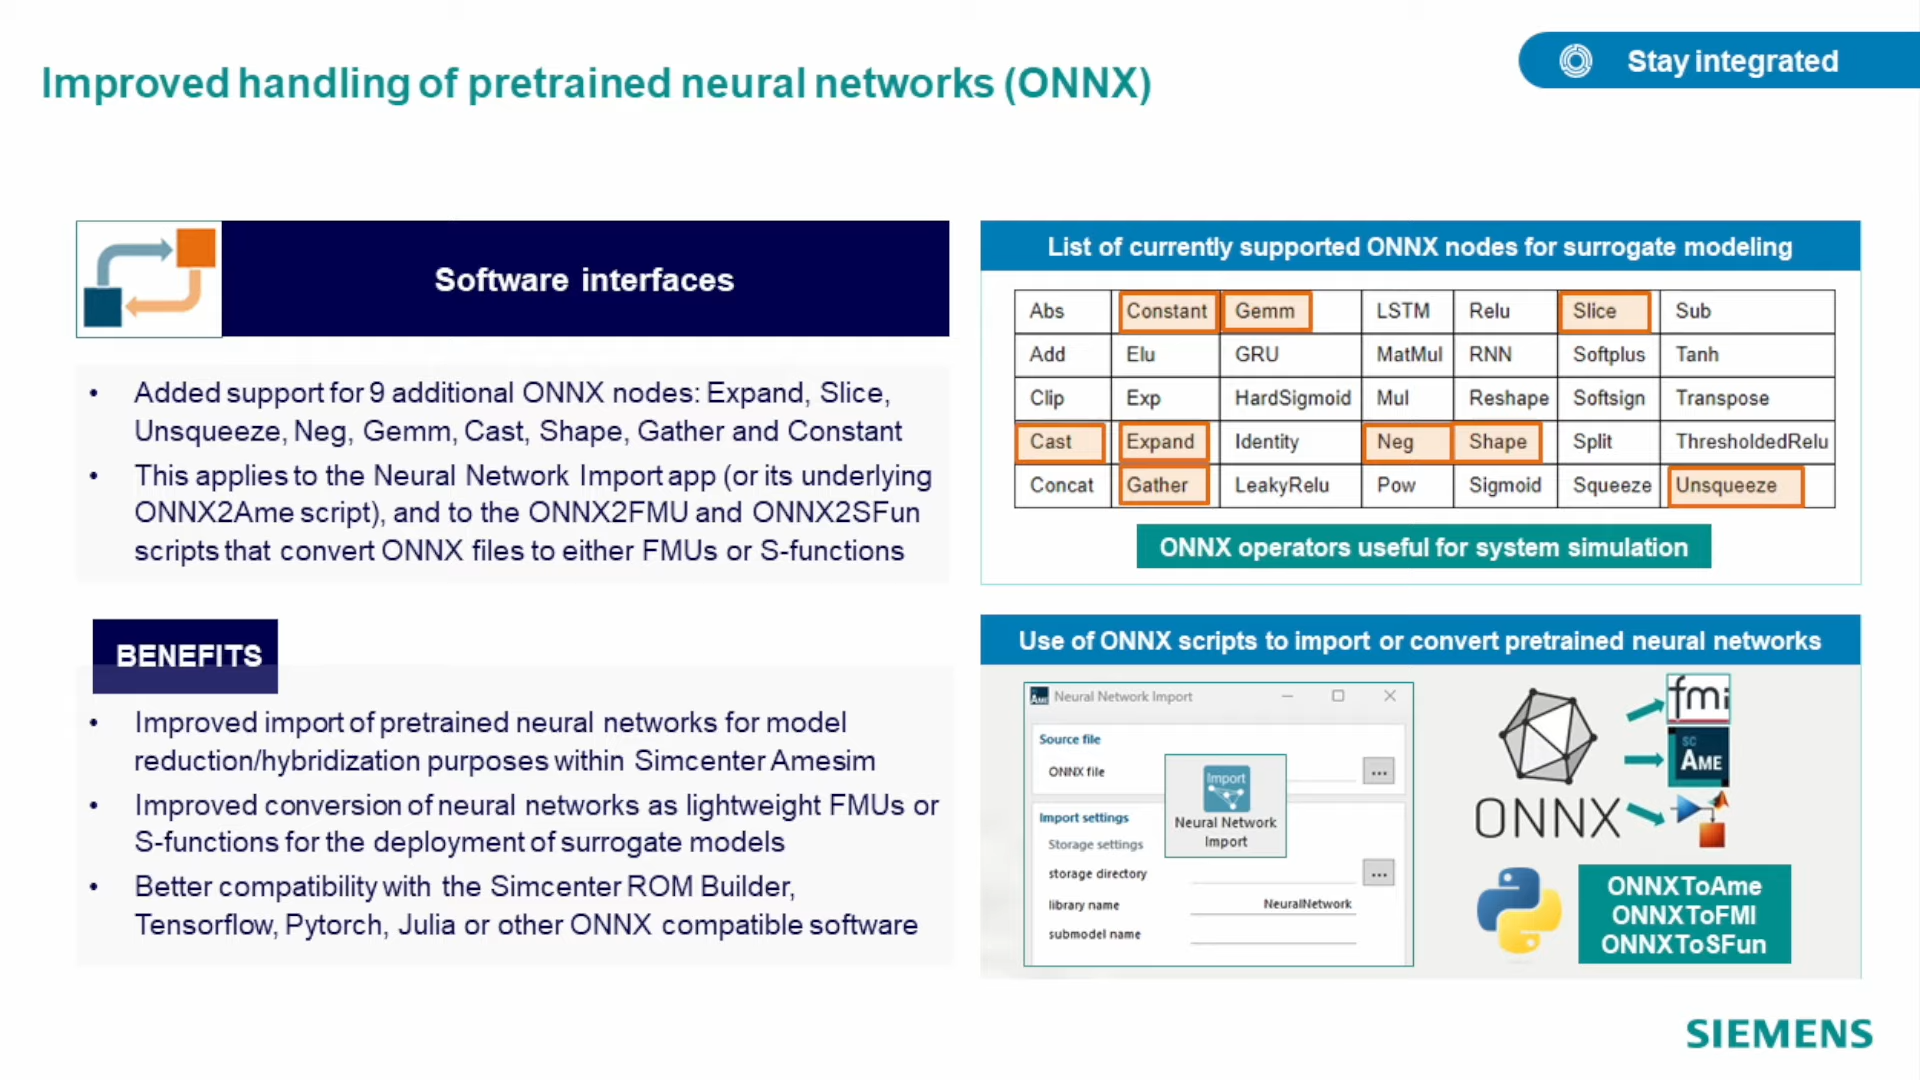 Improved handling of pretrained neural networks (ONNX)
Stay integrated
Software interfaces
• Added support for 9 additional ONNX nodes: Expand, Slice,
Unsqueeze, Neg, Gemm, Cast, Shape, Gather and Constant
• This applies to the Neural Network Import app (or its underlying
ONNX2Ame script), and to the ONNX2FMU and ONNX2SFun
scripts that convert ONNX files to either FMUs or S-functions
BENEFITS
• Improved import of pretrained neural networks for model
reduction/hybridization purposes within Simcenter Amesim
• Improved conversion of neural networks as lightweight FMUs or
S-functions for the deployment of surrogate models
• Better compatibility with the Simcenter ROM Builder,
Tensorflow, Pytorch, Julia or other ONNX compatible software
List of currently supported ONNX nodes for surrogate modeling
Abs Constant Gemm LSTM Relu Slice Sub
Add Elu GRU MatMul RNN Softplus Tanh
Clip Exp HardSigmoid Mul Reshape Softsign Transpose
Cast Expand Identity Neg Shape Split ThresholdedRelu
Concat Gather LeakyRelu Pow Sigmoid Squeeze Unsqueeze
ONNX operators useful for system simulation
Use of ONNX scripts to import or convert pretrained neural networks
AME Neural Network Import
Source file
ONNX file ...
Import settings
Storage settings
storage directory ...
library name NeuralNetwork
submodel name
Import
Neural Network
Import
ONNX
fmi
SC
AME
ONNXToAme
ONNXToFMI
ONNXToSFun
SIEMENS